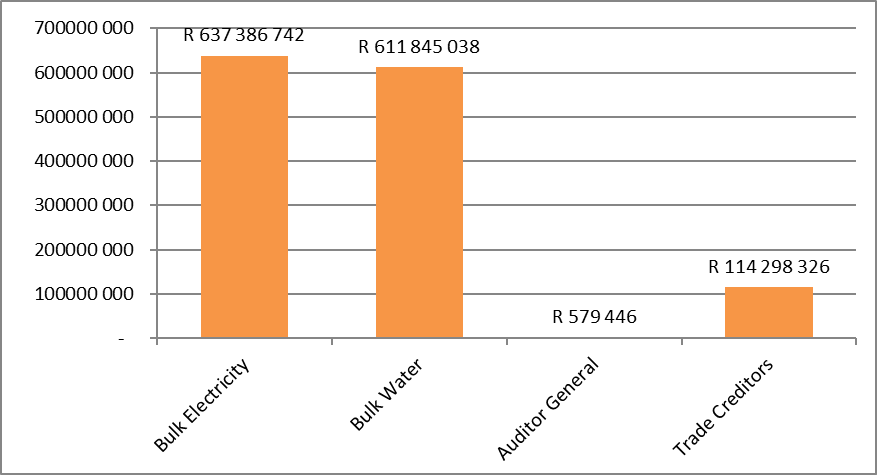 700000 000
600000 000
500000 000
400000 000
300000 000
200000 000
100000 000
-
R 637 386 742
R 611 845 038
R 579 446
R 114 298 326
Bulk Electricity
Bulk Water
Auditor General
Trade Creditors